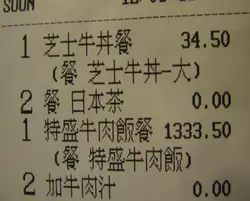 SOON
1 芝士牛丼餐 34.50
(餐 芝士牛丼-大)
2 餐 日本茶 0.00
1 特盛牛肉飯餐 1333.50
(餐 特盛牛肉飯)
2 加牛肉汁 0.00